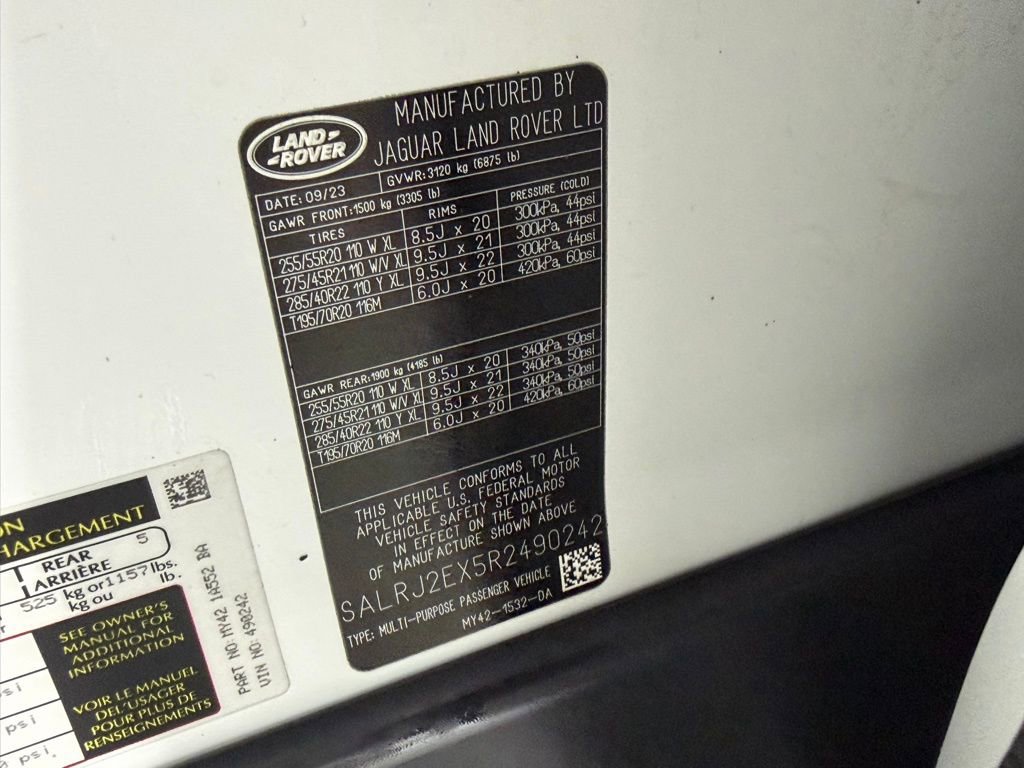 LAND-
-ROVER
MANUFACTURED BY
JAGUAR LAND ROVER LTD
DATE: 09/23
GVWR: 3120 kg (6875 lb)
GAWR FRONT: 1500 kg (3305 lb)
TIRES RIMS PRESSURE (COLD)
255/55R20 110 W XL 8.5J x 20 300kPa, 44psi
275/45R21 110 W/V XL 9.5J x 21 300kPa, 44psi
285/40R22 110 Y XL 9.5J x 22 300kPa, 44psi
T195/70R20 116M 6.0J x 20 420kPa, 60psi
GAWR REAR: 1900 kg (4185 lb)
255/55R20 110 W XL 8.5J x 20 340kPa, 50psi
275/45R21 110 W/V XL 9.5J x 21 340kPa, 50psi
285/40R22 110 Y XL 9.5J x 22 340kPa, 50psi
T195/70R20 116M 6.0J x 20 420kPa, 60psi
THIS VEHICLE CONFORMS TO ALL
APPLICABLE U.S. FEDERAL MOTOR
VEHICLE SAFETY STANDARDS
IN EFFECT ON THE DATE
OF MANUFACTURE SHOWN ABOVE
SALRJ2EX5R2490242
TYPE: MULTI-PURPOSE PASSENGER VEHICLE
MY42-1532-DA
ON
CHARGEMENT
REAR 5
ARRIÈRE
525 kg or 1157 lbs.
kg ou lb.
SEE OWNER'S
MANUAL FOR
ADDITIONAL
INFORMATION
VOIR LE MANUEL
DEL'USAGER
POUR PLUS DE
RENSEIGNEMENTS
psi
psi
psi.
PART NO: MY42 1A552 BA
VIN NO: 490242